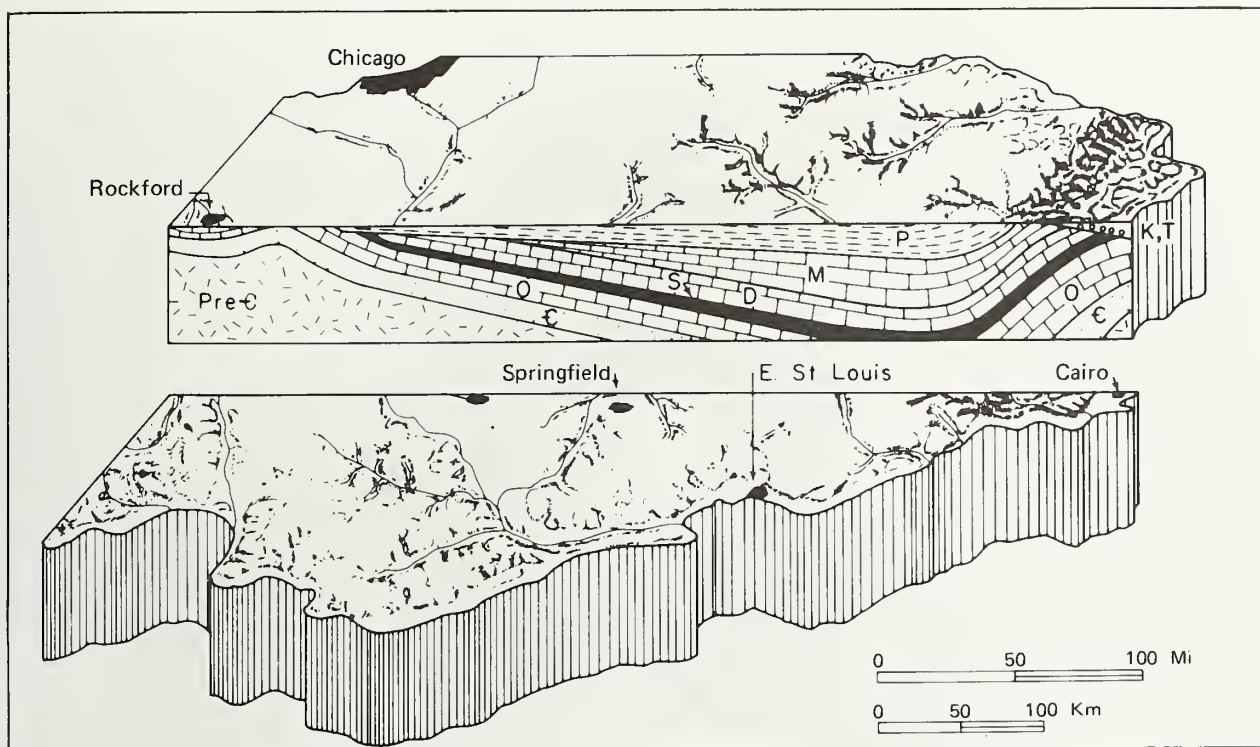 Chicago
Rockford
P
K,T
M
S
D
O
O
Pre-Є
Є
Є
Springfield
E. St Louis
Cairo
0 50 100 Mi
0 50 100 Km